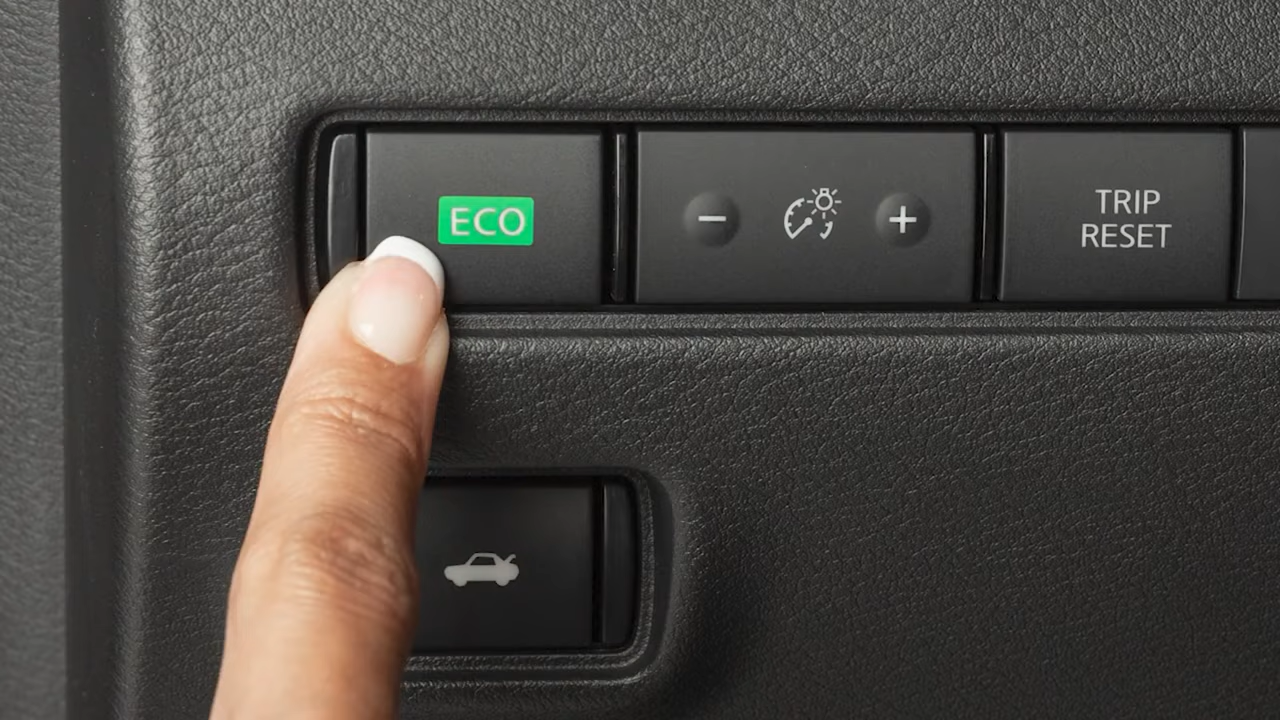 ECO
− +
TRIP
RESET